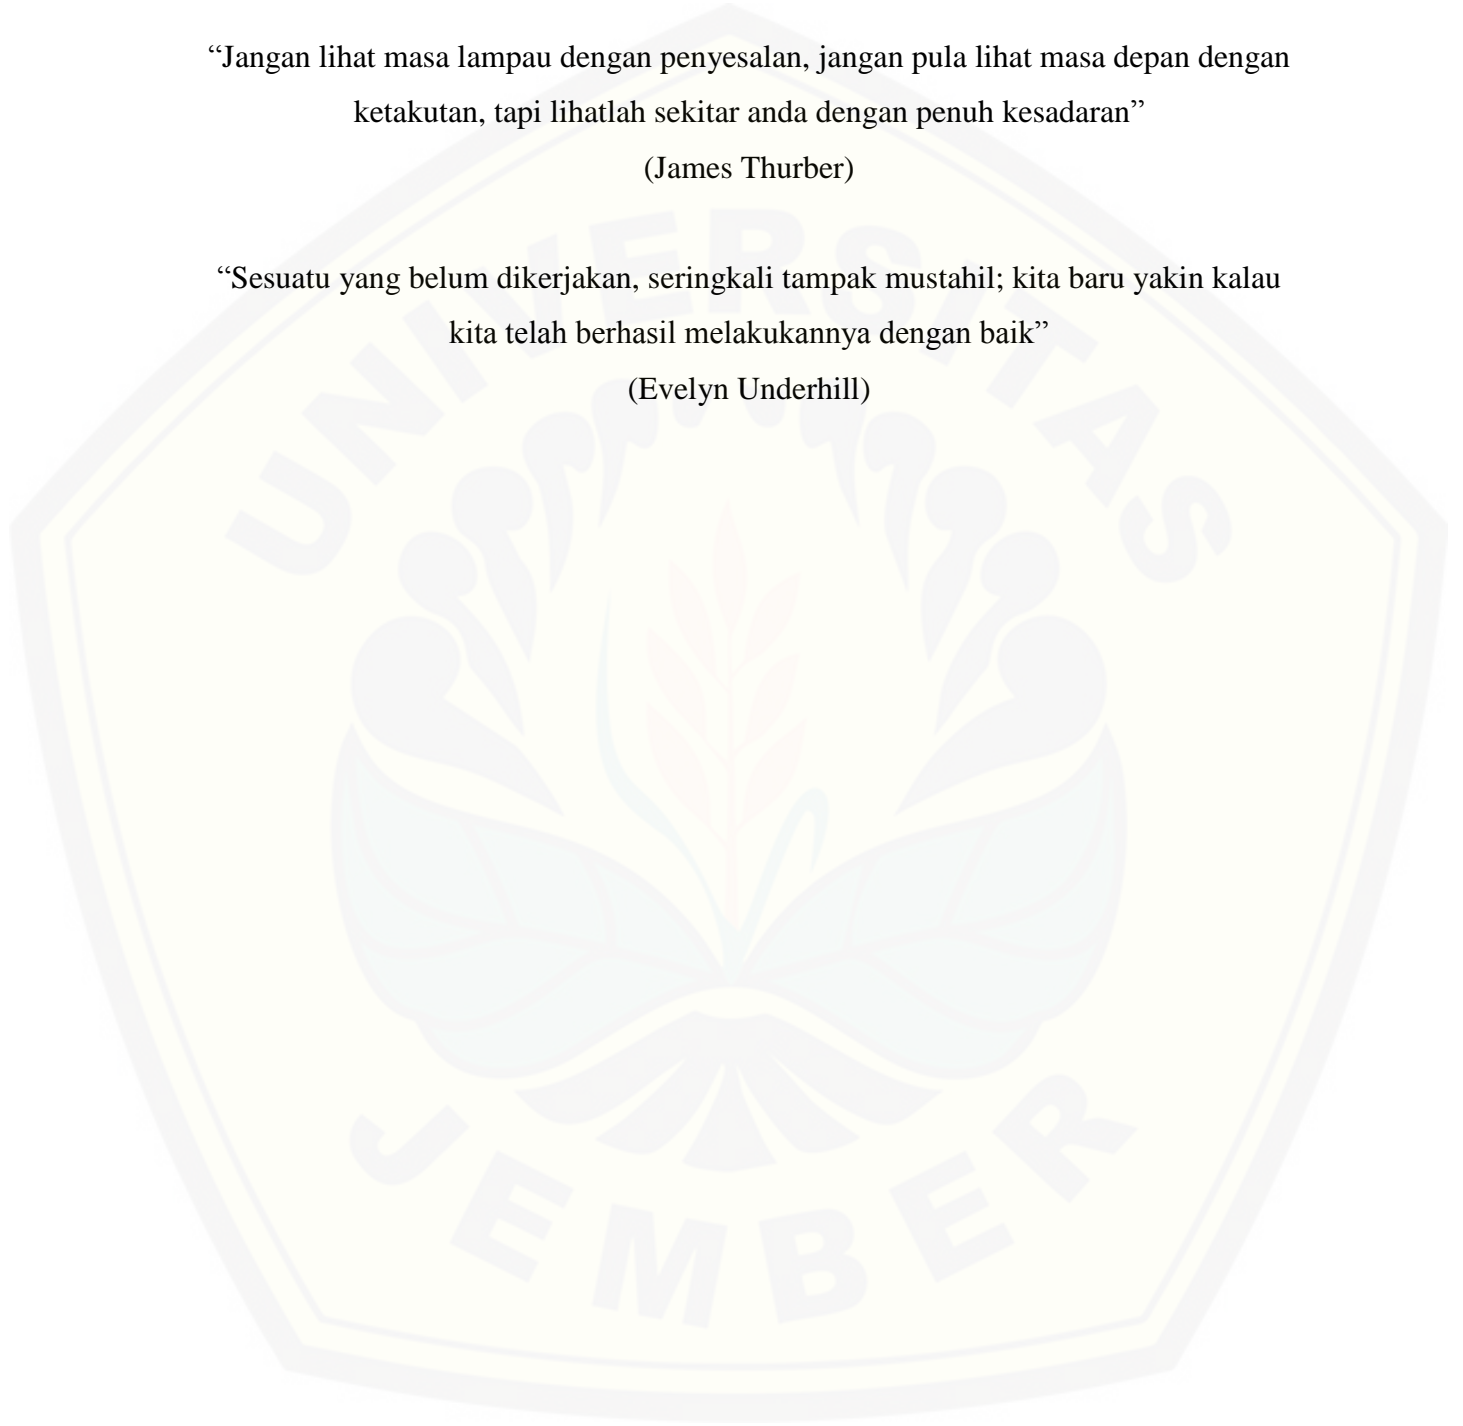 “Jangan lihat masa lampau dengan penyesalan, jangan pula lihat masa depan dengan
ketakutan, tapi lihatlah sekitar anda dengan penuh kesadaran”
(James Thurber)
“Sesuatu yang belum dikerjakan, seringkali tampak mustahil; kita baru yakin kalau
kita telah berhasil melakukannya dengan baik”
(Evelyn Underhill)
UNIVERSITAS
JEMBER